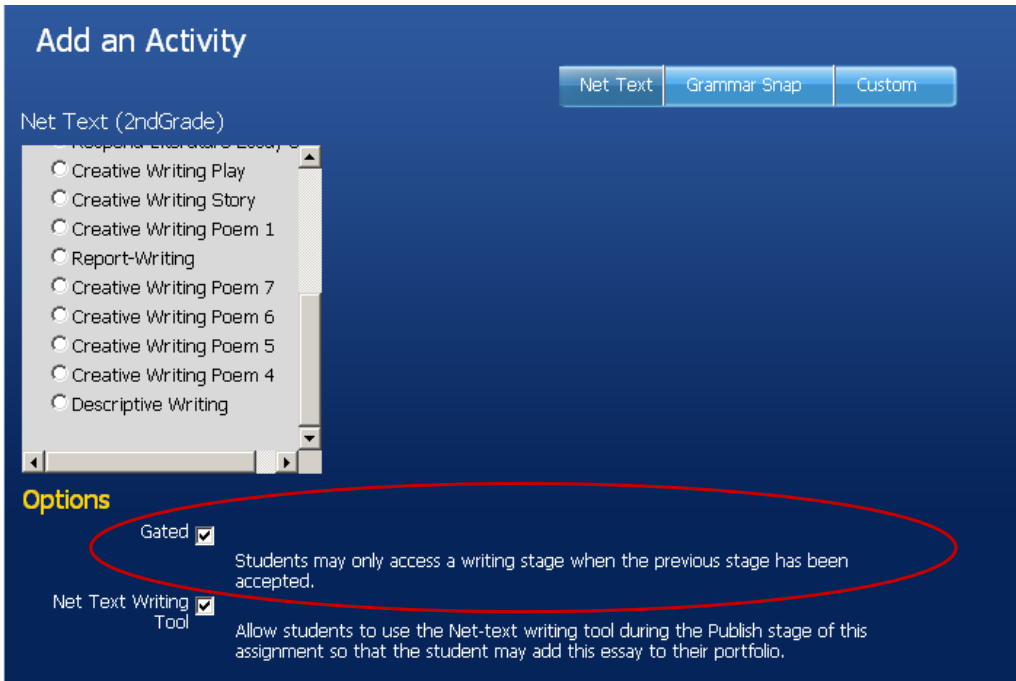 Add an Activity
Net Text Grammar Snap Custom
Net Text (2ndGrade)
Creative Writing Play
Creative Writing Story
Creative Writing Poem 1
Report-Writing
Creative Writing Poem 7
Creative Writing Poem 6
Creative Writing Poem 5
Creative Writing Poem 4
Descriptive Writing
Options
Gated
Students may only access a writing stage when the previous stage has been
accepted.
Net Text Writing
Tool
Allow students to use the Net-text writing tool during the Publish stage of this
assignment so that the student may add this essay to their portfolio.